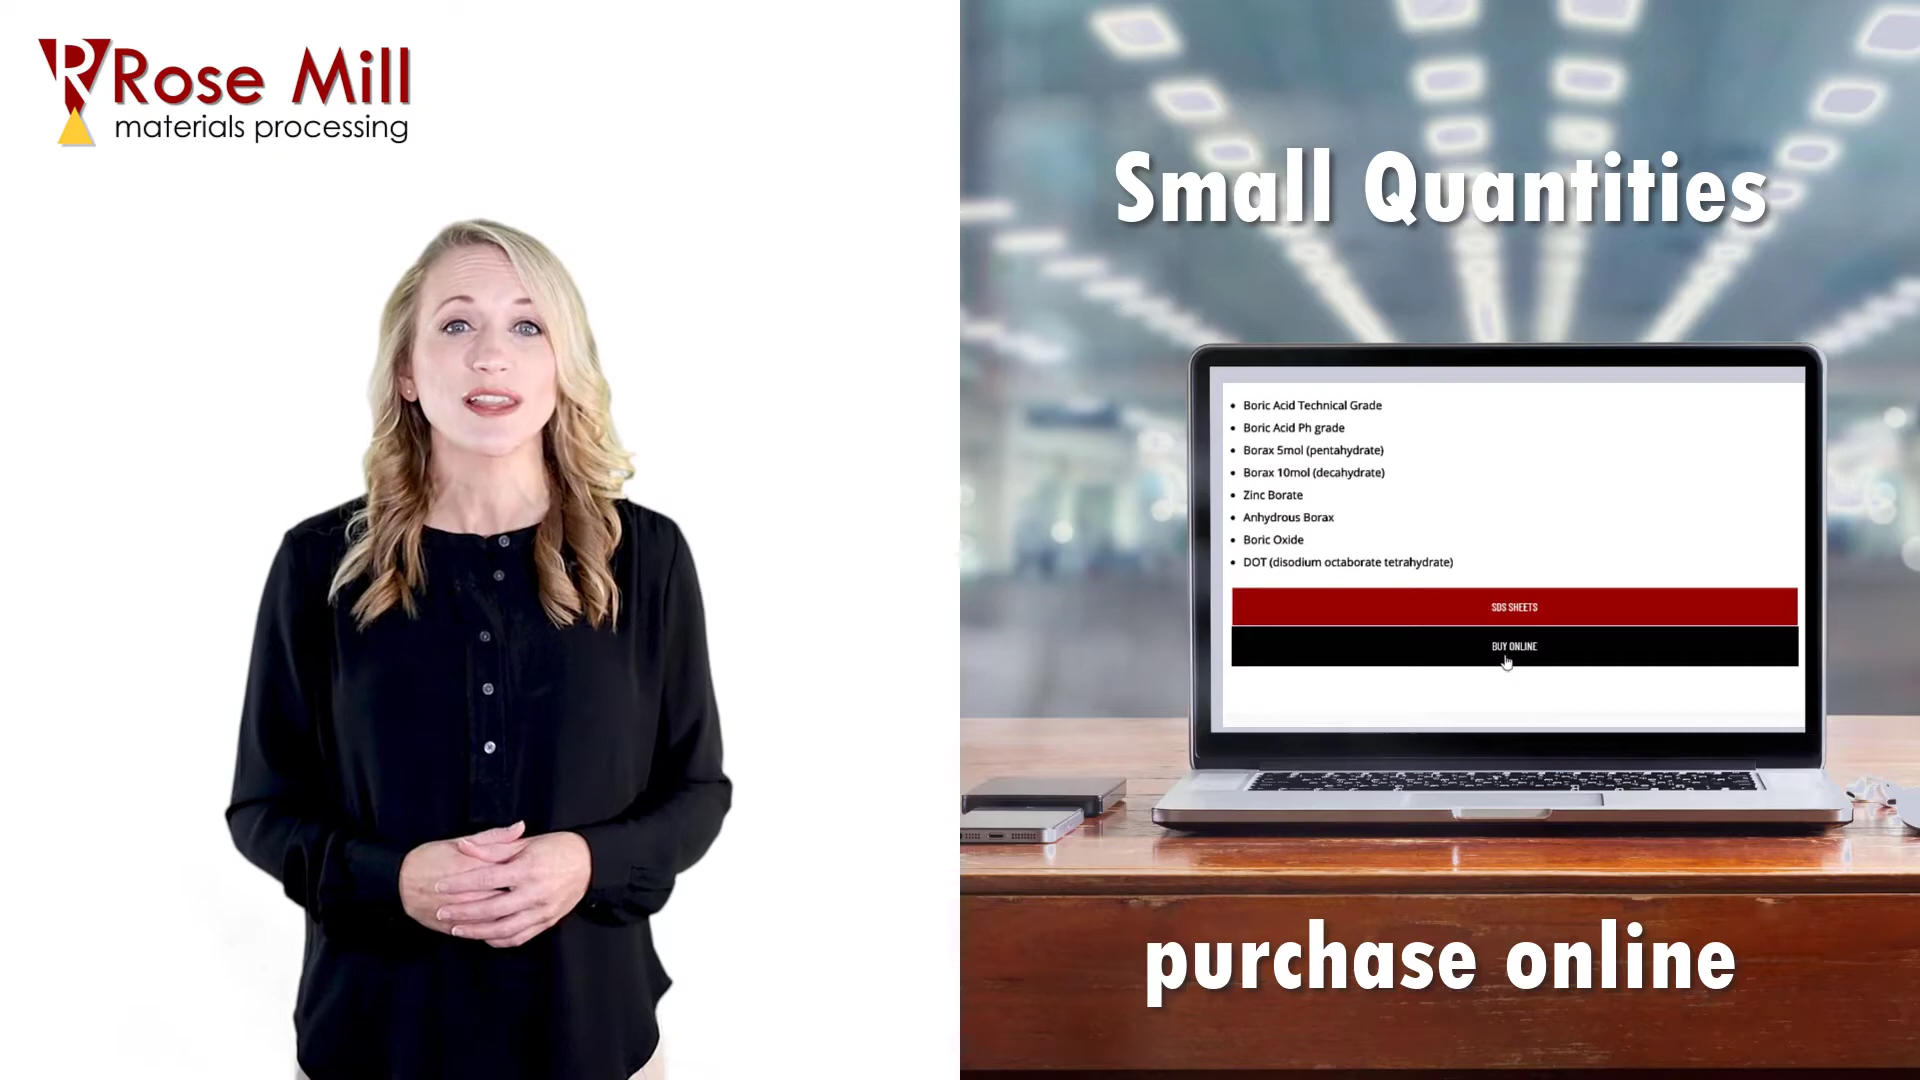 Rose Mill
materials processing
Small Quantities
Boric Acid Technical Grade
Boric Acid Ph grade
Borax 5mol (pentahydrate)
Borax 10mol (decahydrate)
Zinc Borate
Anhydrous Borax
Boric Oxide
DOT (disodium octaborate tetrahydrate)
SDS SHEETS
BUY ONLINE
purchase online